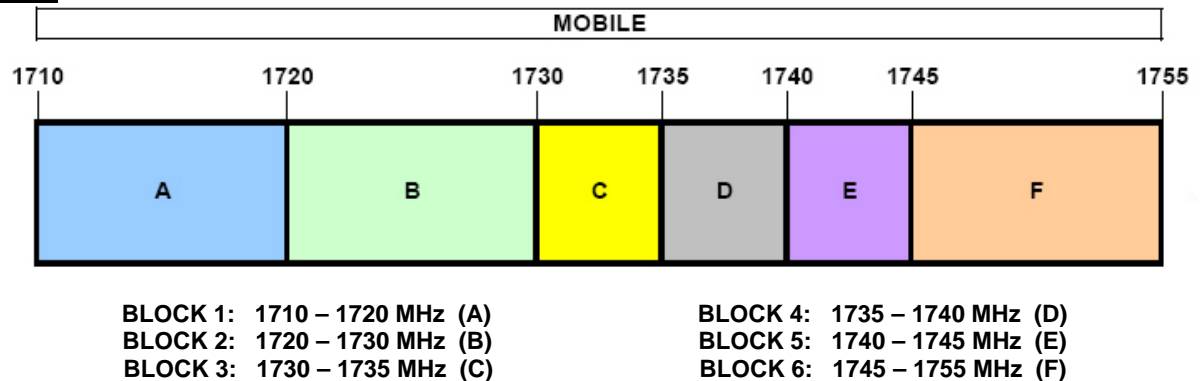 MOBILE
1710 1720 1730 1735 1740 1745 1755
A B C D E F
BLOCK 1: 1710 – 1720 MHz (A)
BLOCK 2: 1720 – 1730 MHz (B)
BLOCK 3: 1730 – 1735 MHz (C)
BLOCK 4: 1735 – 1740 MHz (D)
BLOCK 5: 1740 – 1745 MHz (E)
BLOCK 6: 1745 – 1755 MHz (F)